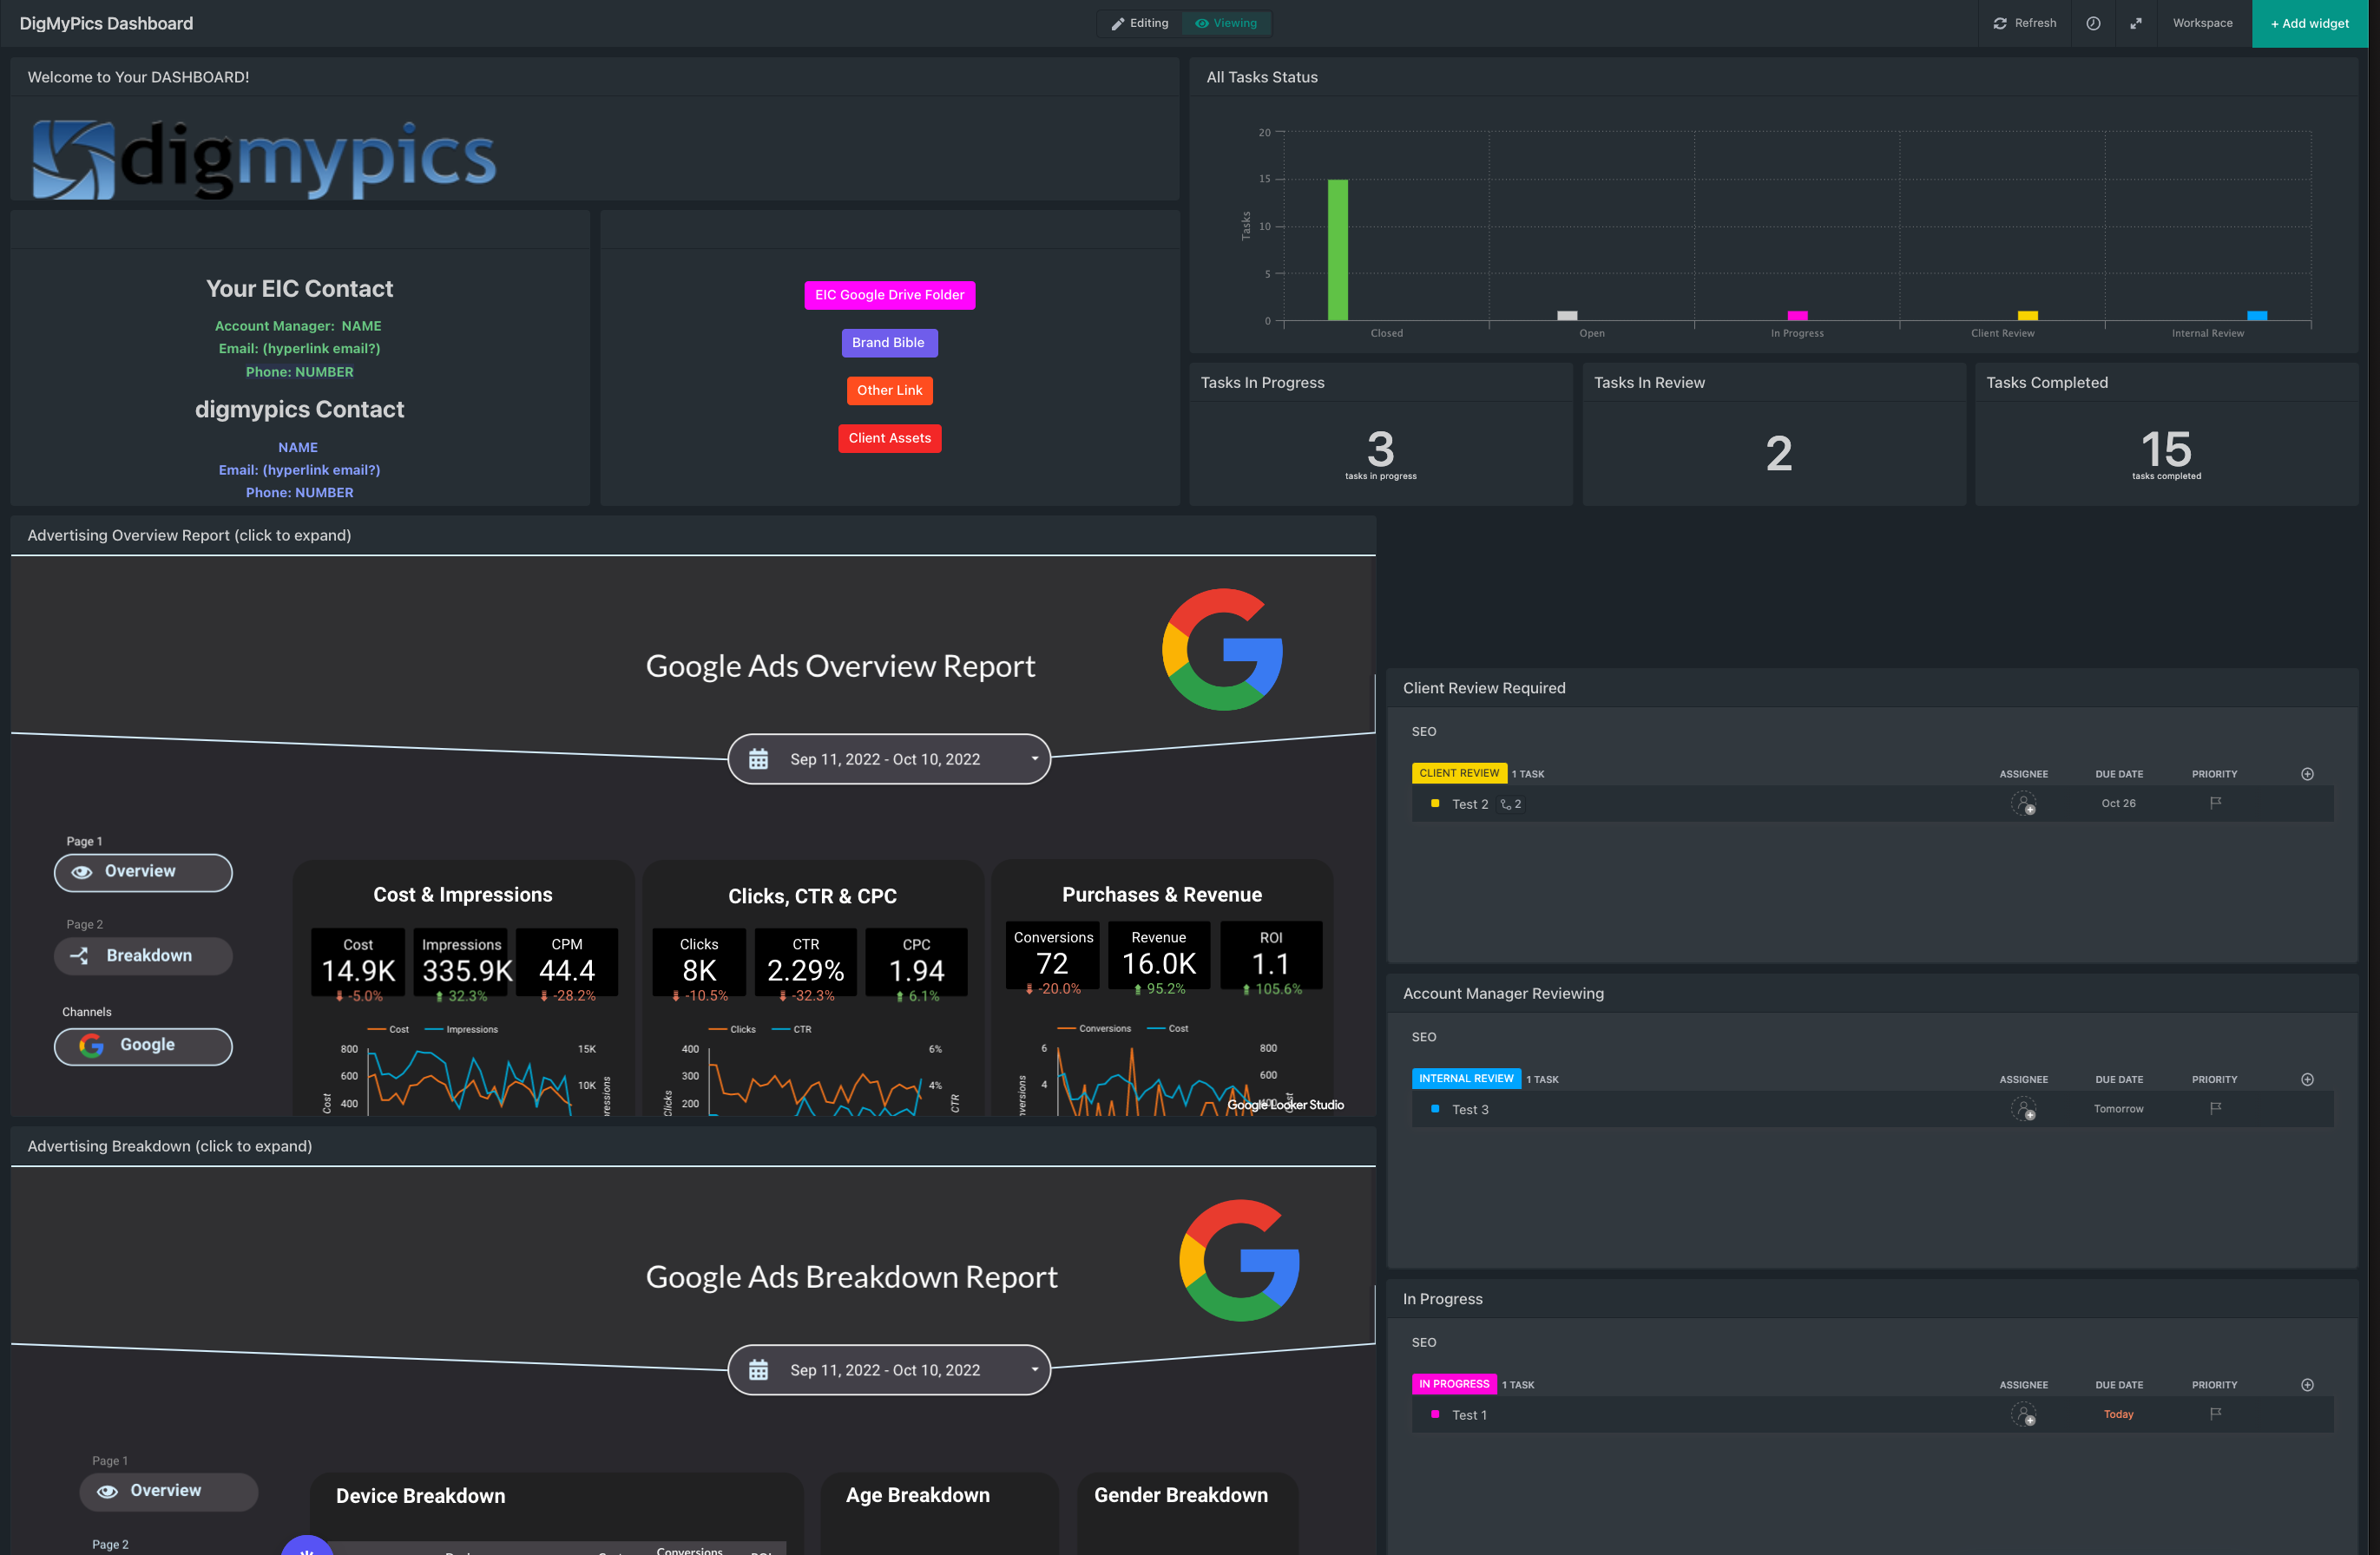 DigMyPics Dashboard
Editing
Viewing
Refresh
Workspace
+ Add widget
Welcome to Your DASHBOARD!
digmypics
Your EIC Contact
Account Manager: NAME
Email: (hyperlink email?)
Phone: NUMBER
digmypics Contact
NAME
Email: (hyperlink email?)
Phone: NUMBER
EIC Google Drive Folder
Brand Bible
Other Link
Client Assets
All Tasks Status
Tasks
20
15
10
5
0
Closed
Open
In Progress
Client Review
Internal Review
Tasks In Progress
3
tasks in progress
Tasks In Review
2
Tasks Completed
15
tasks completed
Advertising Overview Report (click to expand)
Google Ads Overview Report
Sep 11, 2022 - Oct 10, 2022
Page 1
Overview
Page 2
Breakdown
Channels
Google
Cost & Impressions
Cost
14.9K
-5.0%
Impressions
335.9K
32.3%
CPM
44.4
-28.2%
Cost
Impressions
800
600
400
Cost
15K
10K
Clicks, CTR & CPC
Clicks
8K
-10.5%
CTR
2.29%
-32.3%
CPC
1.94
6.1%
Clicks
CTR
400
300
200
Clicks
6%
4%
CTR
Purchases & Revenue
Conversions
72
-20.0%
Revenue
16.0K
95.2%
ROI
1.1
105.6%
Conversions
Cost
6
4
800
600
Google Looker Studio
Client Review Required
SEO
CLIENT REVIEW 1 TASK ASSIGNEE DUE DATE PRIORITY
Test 2 2 Oct 26
Account Manager Reviewing
SEO
INTERNAL REVIEW 1 TASK ASSIGNEE DUE DATE PRIORITY
Test 3 Tomorrow
In Progress
SEO
IN PROGRESS 1 TASK ASSIGNEE DUE DATE PRIORITY
Test 1 Today
Advertising Breakdown (click to expand)
Google Ads Breakdown Report
Sep 11, 2022 - Oct 10, 2022
Page 1
Overview
Page 2
Device Breakdown
Conversions
Age Breakdown
Gender Breakdown